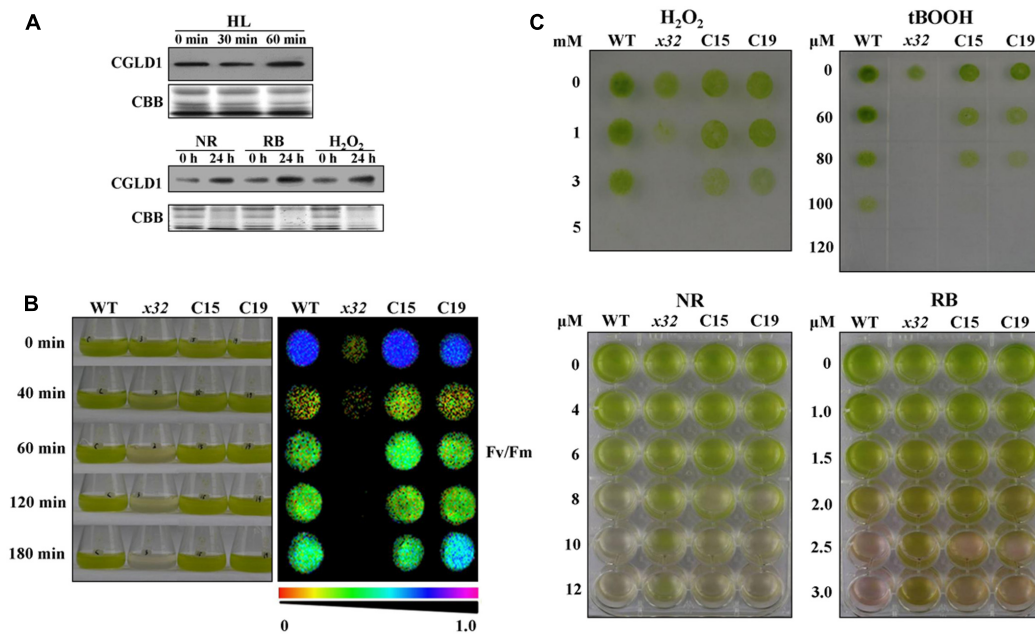 A
HL
0 min 30 min 60 min
CGLD1
CBB
NR RB H₂O₂
0 h 24 h 0 h 24 h 0 h 24 h
CGLD1
CBB
B
WT x32 C15 C19 WT x32 C15 C19
0 min
40 min
60 min Fv/Fm
120 min
180 min
0 1.0
C
H₂O₂
mM WT x32 C15 C19
0
1
3
5
tBOOH
µM WT x32 C15 C19
0
60
80
100
120
NR
µM WT x32 C15 C19
0
4
6
8
10
12
RB
µM WT x32 C15 C19
0
1.0
1.5
2.0
2.5
3.0